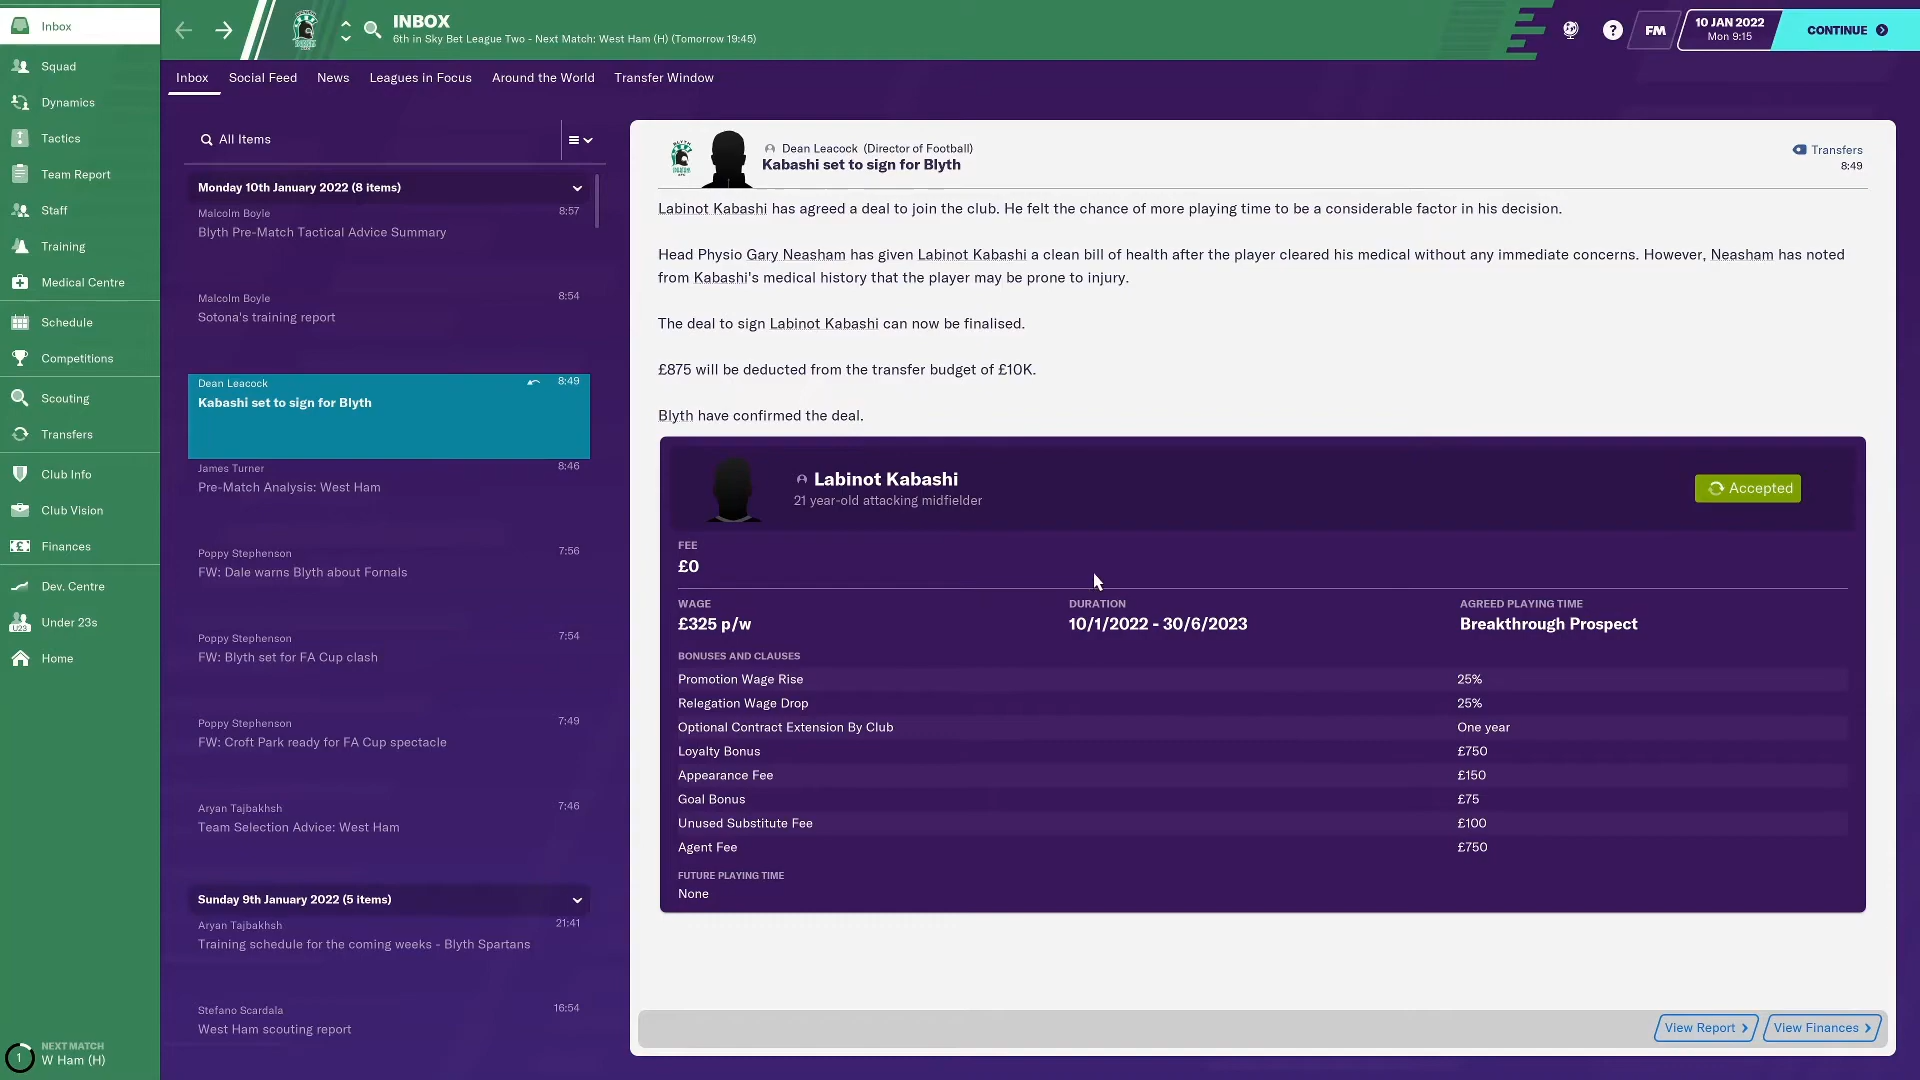 Inbox
Squad
Dynamics
Tactics
Team Report
Staff
Training
Medical Centre
Schedule
Competitions
Scouting
Transfers
Club Info
Club Vision
Finances
Dev. Centre
U23
Under 23s
Home
1
NEXT MATCH
W Ham (H)
INBOX
6th in Sky Bet League Two - Next Match: West Ham (H) (Tomorrow 19:45)
?
FM
10 JAN 2022
Mon 9:15
CONTINUE
Inbox Social Feed News Leagues in Focus Around the World Transfer Window
All Items
Monday 10th January 2022 (8 items)
Malcolm Boyle 8:57
Blyth Pre-Match Tactical Advice Summary
Malcolm Boyle 8:54
Sotona's training report
Dean Leacock 8:49
Kabashi set to sign for Blyth
James Turner 8:46
Pre-Match Analysis: West Ham
Poppy Stephenson 7:56
FW: Dale warns Blyth about Fornals
Poppy Stephenson 7:54
FW: Blyth set for FA Cup clash
Poppy Stephenson 7:49
FW: Croft Park ready for FA Cup spectacle
Aryan Tajbakhsh 7:46
Team Selection Advice: West Ham
Sunday 9th January 2022 (5 items)
Aryan Tajbakhsh 21:41
Training schedule for the coming weeks - Blyth Spartans
Stefano Scardala 16:54
West Ham scouting report
Dean Leacock (Director of Football)
Kabashi set to sign for Blyth
Transfers
8:49
Labinot Kabashi has agreed a deal to join the club. He felt the chance of more playing time to be a considerable factor in his decision.
Head Physio Gary Neasham has given Labinot Kabashi a clean bill of health after the player cleared his medical without any immediate concerns. However, Neasham has noted
from Kabashi's medical history that the player may be prone to injury.
The deal to sign Labinot Kabashi can now be finalised.
£875 will be deducted from the transfer budget of £10K.
Blyth have confirmed the deal.
Labinot Kabashi
21 year-old attacking midfielder
Accepted
FEE
£0
WAGE DURATION AGREED PLAYING TIME
£325 p/w 10/1/2022 - 30/6/2023 Breakthrough Prospect
BONUSES AND CLAUSES
Promotion Wage Rise 25%
Relegation Wage Drop 25%
Optional Contract Extension By Club One year
Loyalty Bonus £750
Appearance Fee £150
Goal Bonus £75
Unused Substitute Fee £100
Agent Fee £750
FUTURE PLAYING TIME
None
View Report View Finances